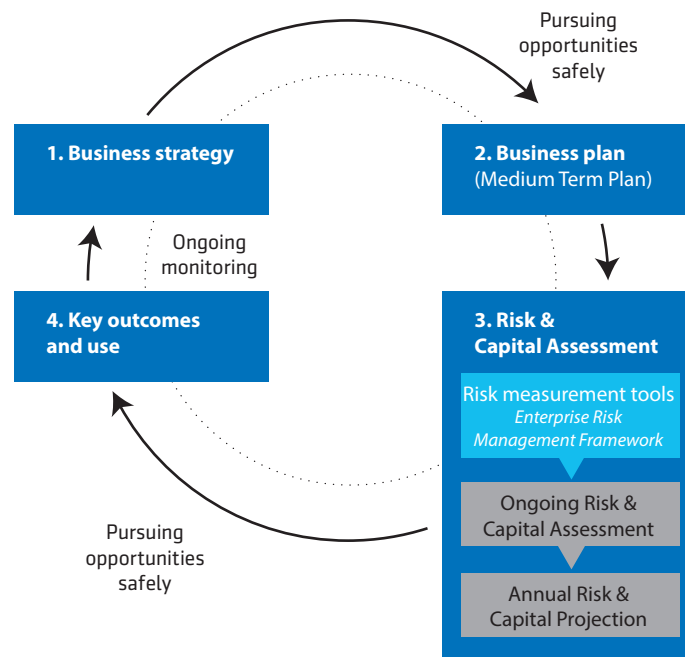 Pursuing
opportunities
safely
1. Business strategy
2. Business plan
(Medium Term Plan)
Ongoing
monitoring
4. Key outcomes
and use
3. Risk &
Capital Assessment
Risk measurement tools
Enterprise Risk
Management Framework
Ongoing Risk &
Capital Assessment
Annual Risk &
Capital Projection
Pursuing
opportunities
safely